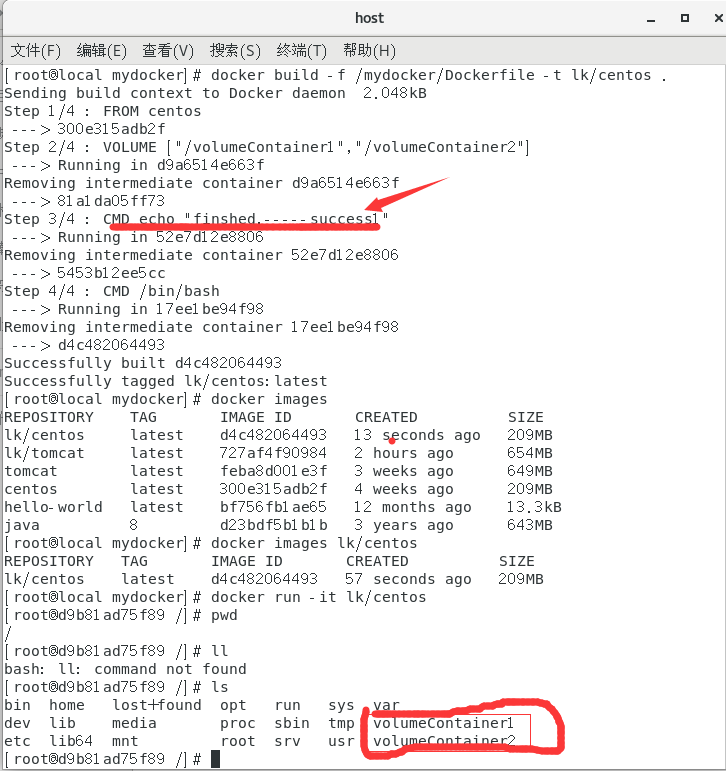 host
文件(F) 编辑(E) 查看(V) 搜索(S) 终端(T) 帮助(H)
[root@local mydocker]# docker build -f /mydocker/Dockerfile -t lk/centos .
Sending build context to Docker daemon 2.048kB
Step 1/4 : FROM centos
---> 300e315adb2f
Step 2/4 : VOLUME ["/volumeContainer1","/volumeContainer2"]
---> Running in d9a6514e663f
Removing intermediate container d9a6514e663f
---> 81a1da05ff73
Step 3/4 : CMD echo "finshed,-----success1"
---> Running in 52e7d12e8806
Removing intermediate container 52e7d12e8806
---> 5453b12ee5cc
Step 4/4 : CMD /bin/bash
---> Running in 17ee1be94f98
Removing intermediate container 17ee1be94f98
---> d4c482064493
Successfully built d4c482064493
Successfully tagged lk/centos:latest
[root@local mydocker]# docker images
REPOSITORY TAG IMAGE ID CREATED SIZE
lk/centos latest d4c482064493 13 seconds ago 209MB
lk/tomcat latest 727af4f90984 2 hours ago 654MB
tomcat latest feba8d001e3f 3 weeks ago 649MB
centos latest 300e315adb2f 4 weeks ago 209MB
hello-world latest bf756fb1ae65 12 months ago 13.3kB
java 8 d23bdf5b1b1b 3 years ago 643MB
[root@local mydocker]# docker images lk/centos
REPOSITORY TAG IMAGE ID CREATED SIZE
lk/centos latest d4c482064493 57 seconds ago 209MB
[root@local mydocker]# docker run -it lk/centos
[root@d9b81ad75f89 /]# pwd
/
[root@d9b81ad75f89 /]# ll
bash: ll: command not found
[root@d9b81ad75f89 /]# ls
bin home lost+found opt run sys var
dev lib media proc sbin tmp volumeContainer1
etc lib64 mnt root srv usr volumeContainer2
[root@d9b81ad75f89 /]#